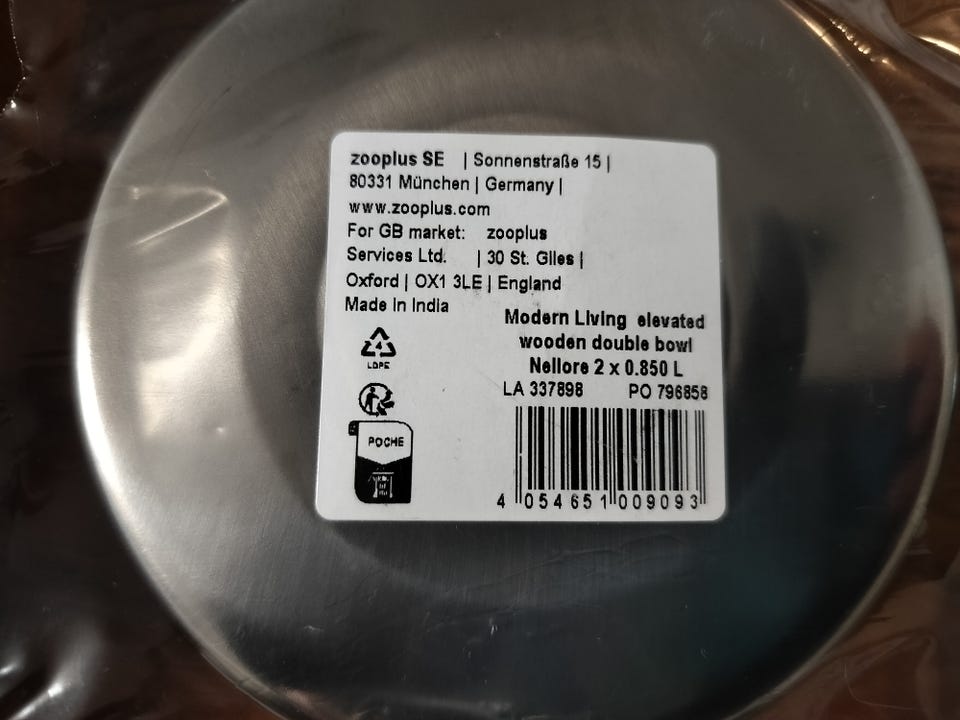 zooplus SE | Sonnenstraße 15 |
80331 München | Germany |
www.zooplus.com
For GB market: zooplus
Services Ltd. | 30 St. Giles |
Oxford | OX1 3LE | England
Made in India
Modern Living elevated
wooden double bowl
Nellore 2 x 0.850 L
LA 337898 PO 796858
4
LDPE
POCHE
4 054651 009093